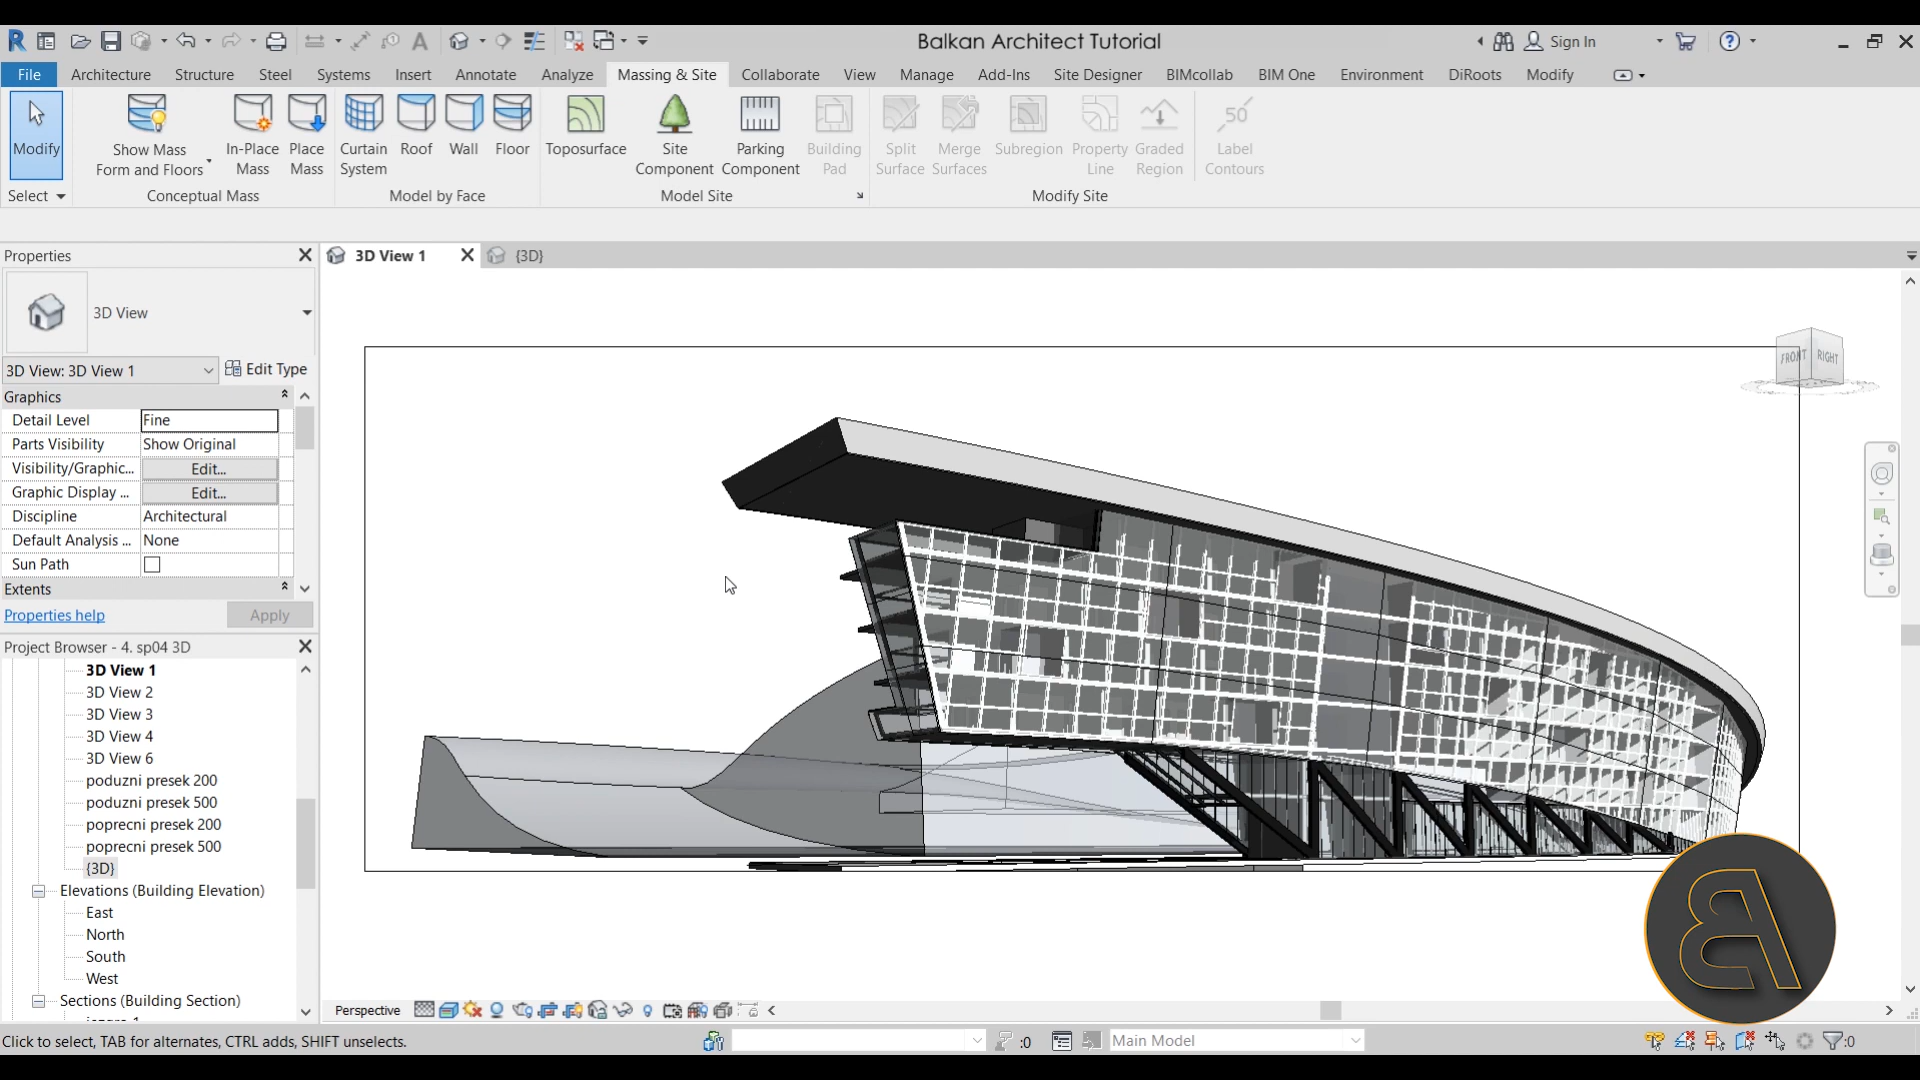 Balkan Architect Tutorial
Sign In
File Architecture Structure Steel Systems Insert Annotate Analyze Massing & Site Collaborate View Manage Add-Ins Site Designer BIMcollab BIM One Environment DiRoots Modify
Modify
Show Mass
Form and Floors
In-Place
Mass
Place
Mass
Curtain
System
Roof
Wall
Floor
Toposurface
Site
Component
Parking
Component
Building
Pad
Split
Surface
Merge
Surfaces
Subregion
Property
Line
Graded
Region
50
Label
Contours
Select
Conceptual Mass
Model by Face
Model Site
Modify Site
Properties
3D View 1
{3D}
3D View
3D View: 3D View 1
Edit Type
Graphics
Detail Level Fine
Parts Visibility Show Original
Visibility/Graphic... Edit...
Graphic Display ... Edit...
Discipline Architectural
Default Analysis ... None
Sun Path
Extents
Properties help
Apply
FRONT RIGHT
Project Browser - 4. sp04 3D
3D View 1
3D View 2
3D View 3
3D View 4
3D View 6
poduzni presek 200
poduzni presek 500
poprecni presek 200
poprecni presek 500
{3D}
Elevations (Building Elevation)
East
North
South
West
Sections (Building Section)
Perspective
Click to select, TAB for alternates, CTRL adds, SHIFT unselects.
:0
Main Model
:0